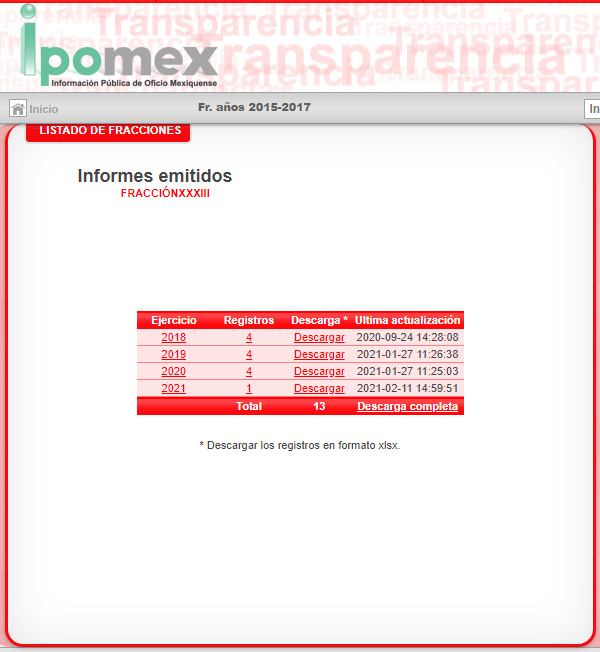 Transparencia
ipomex
Información Pública de Oficio Mexiquense
Inicio
Fr. años 2015-2017
In
LISTADO DE FRACCIONES
Informes emitidos
FRACCIÓNXXXIII
Ejercicio Registros Descarga * Ultima actualización
2018 4 Descargar 2020-09-24 14:28:08
2019 4 Descargar 2021-01-27 11:26:38
2020 4 Descargar 2021-01-27 11:25:03
2021 1 Descargar 2021-02-11 14:59:51
Total 13 Descarga completa
* Descargar los registros en formato xlsx.